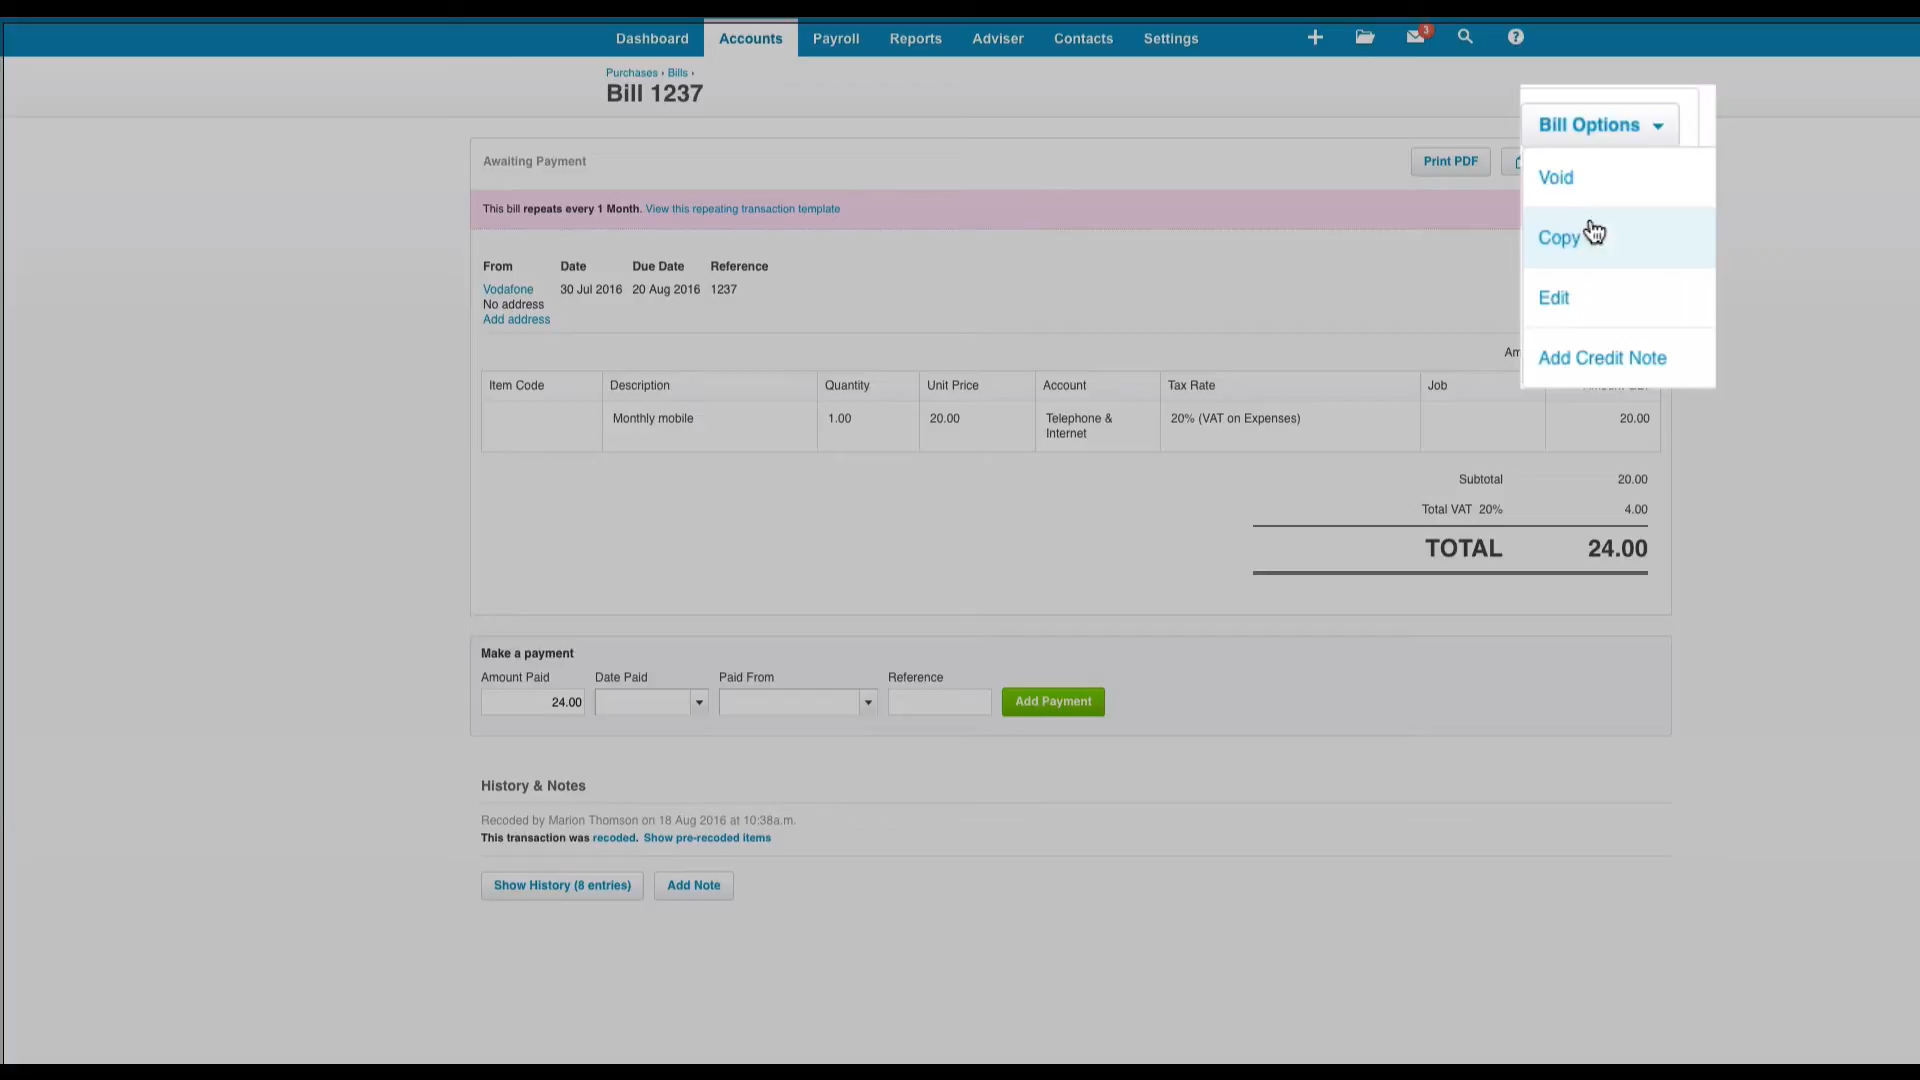 Dashboard Accounts Payroll Reports Adviser Contacts Settings 3 ?
Purchases › Bills ›
Bill 1237
Bill Options
Void
Copy
Edit
Add Credit Note
Awaiting Payment
Print PDF
This bill repeats every 1 Month. View this repeating transaction template
From Date Due Date Reference
Vodafone 30 Jul 2016 20 Aug 2016 1237
No address
Add address
Item Code Description Quantity Unit Price Account Tax Rate Job
Monthly mobile 1.00 20.00 Telephone & Internet 20% (VAT on Expenses) 20.00
Subtotal 20.00
Total VAT 20% 4.00
TOTAL 24.00
Make a payment
Amount Paid Date Paid Paid From Reference
24.00 Add Payment
History & Notes
Recoded by Marion Thomson on 18 Aug 2016 at 10:38a.m.
This transaction was recoded. Show pre-recoded items
Show History (8 entries) Add Note